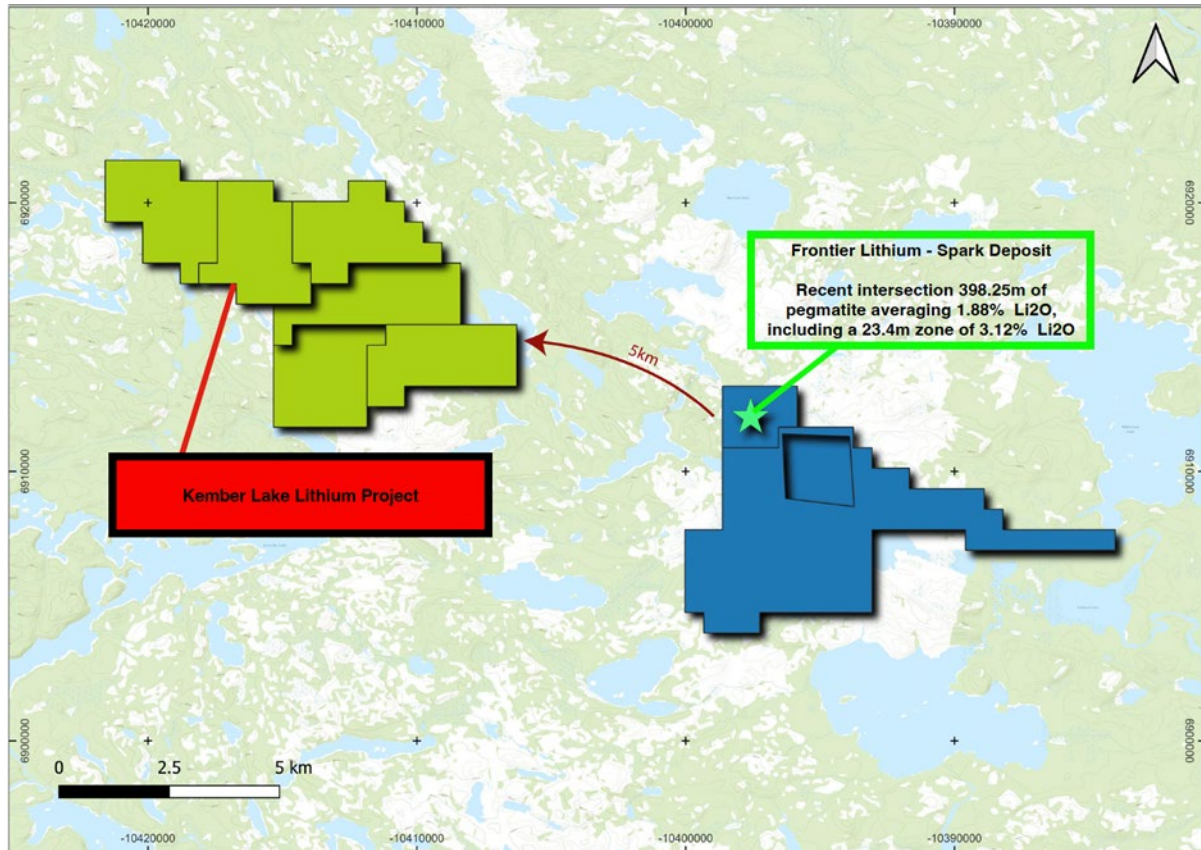 -10420000
-10410000
-10400000
-10390000
6920000
6920000
Frontier Lithium - Spark Deposit
Recent intersection 398.25m of
pegmatite averaging 1.88% Li2O,
including a 23.4m zone of 3.12% Li2O
5km
Kember Lake Lithium Project
6910000
6910000
6900000
6900000
0 2.5 5 km
-10420000
-10410000
-10400000
-10390000